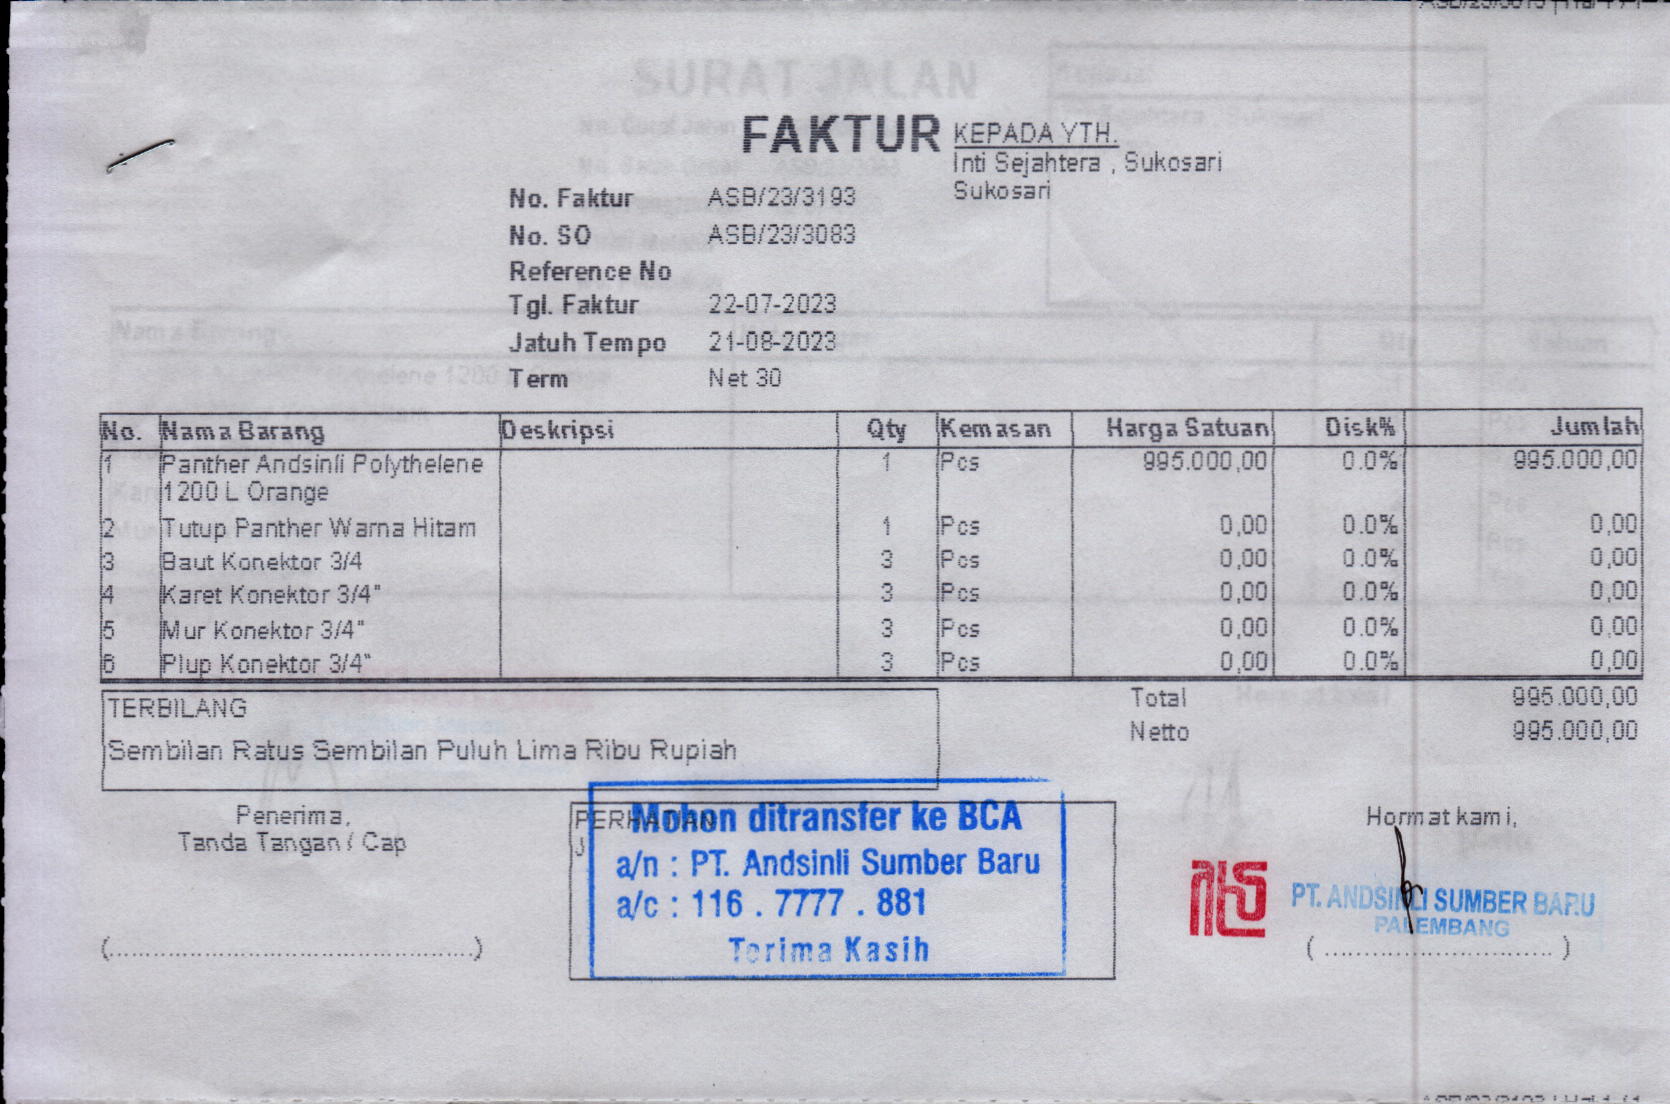 FAKTUR
KEPADA YTH.
Inti Sejahtera , Sukosari
Sukosari
No. Faktur ASB/23/3193
No. SO ASB/23/3083
Reference No
Tgl. Faktur 22-07-2023
Jatuh Tempo 21-08-2023
Term Net 30
No. Nama Barang Deskripsi Qty Kemasan Harga Satuan Disk% Jumlah
1 Panther Andsinli Polythelene 1 Pcs 995.000,00 0.0% 995.000,00
1200 L Orange
2 Tutup Panther Warna Hitam 1 Pcs 0,00 0.0% 0,00
3 Baut Konektor 3/4 3 Pcs 0,00 0.0% 0,00
4 Karet Konektor 3/4" 3 Pcs 0,00 0.0% 0,00
5 Mur Konektor 3/4" 3 Pcs 0,00 0.0% 0,00
6 Plup Konektor 3/4" 3 Pcs 0,00 0.0% 0,00
Total 995.000,00
Netto 995.000,00
TERBILANG
Sembilan Ratus Sembilan Puluh Lima Ribu Rupiah
Penerima,
Tanda Tangan / Cap
(................................................)
PERHATIAN
Mohon ditransfer ke BCA
a/n : PT. Andsinli Sumber Baru
a/c : 116 . 7777 . 881
Terima Kasih
Hormat kami,
PT. ANDSINLI SUMBER BARU
PALEMBANG
(..............................)
SURAT JALAN
Nama Barang